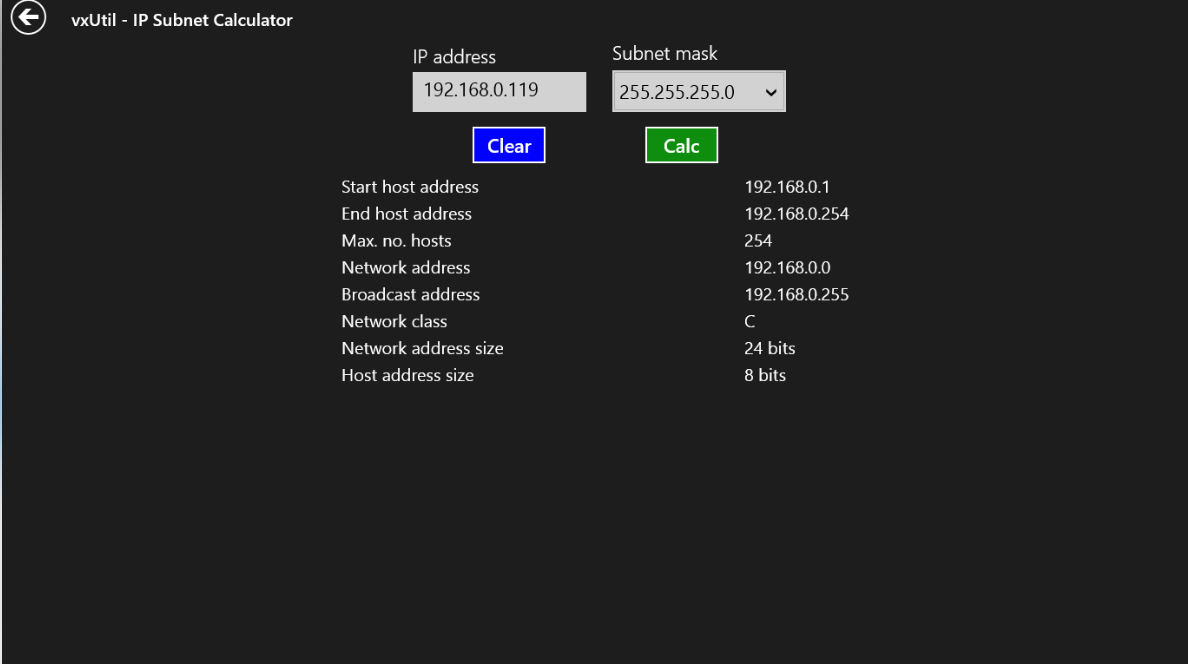 vxUtil - IP Subnet Calculator
IP address Subnet mask
192.168.0.119 255.255.255.0
Clear Calc
Start host address 192.168.0.1
End host address 192.168.0.254
Max. no. hosts 254
Network address 192.168.0.0
Broadcast address 192.168.0.255
Network class C
Network address size 24 bits
Host address size 8 bits